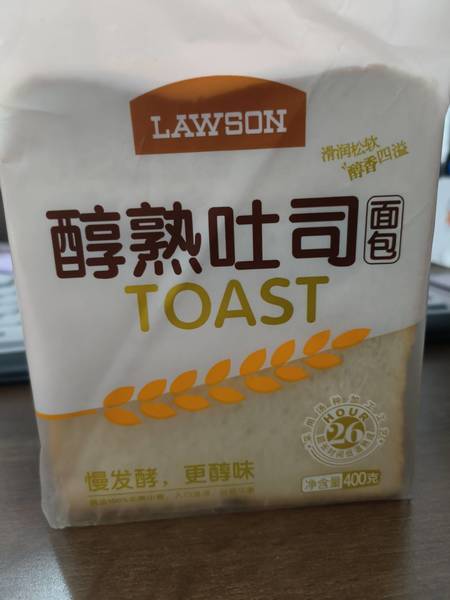 LAWSON
滑润松软
醇香四溢
醇熟吐司
面包
TOAST
HOUR
26
慢发酵，更醇味
净含量400克